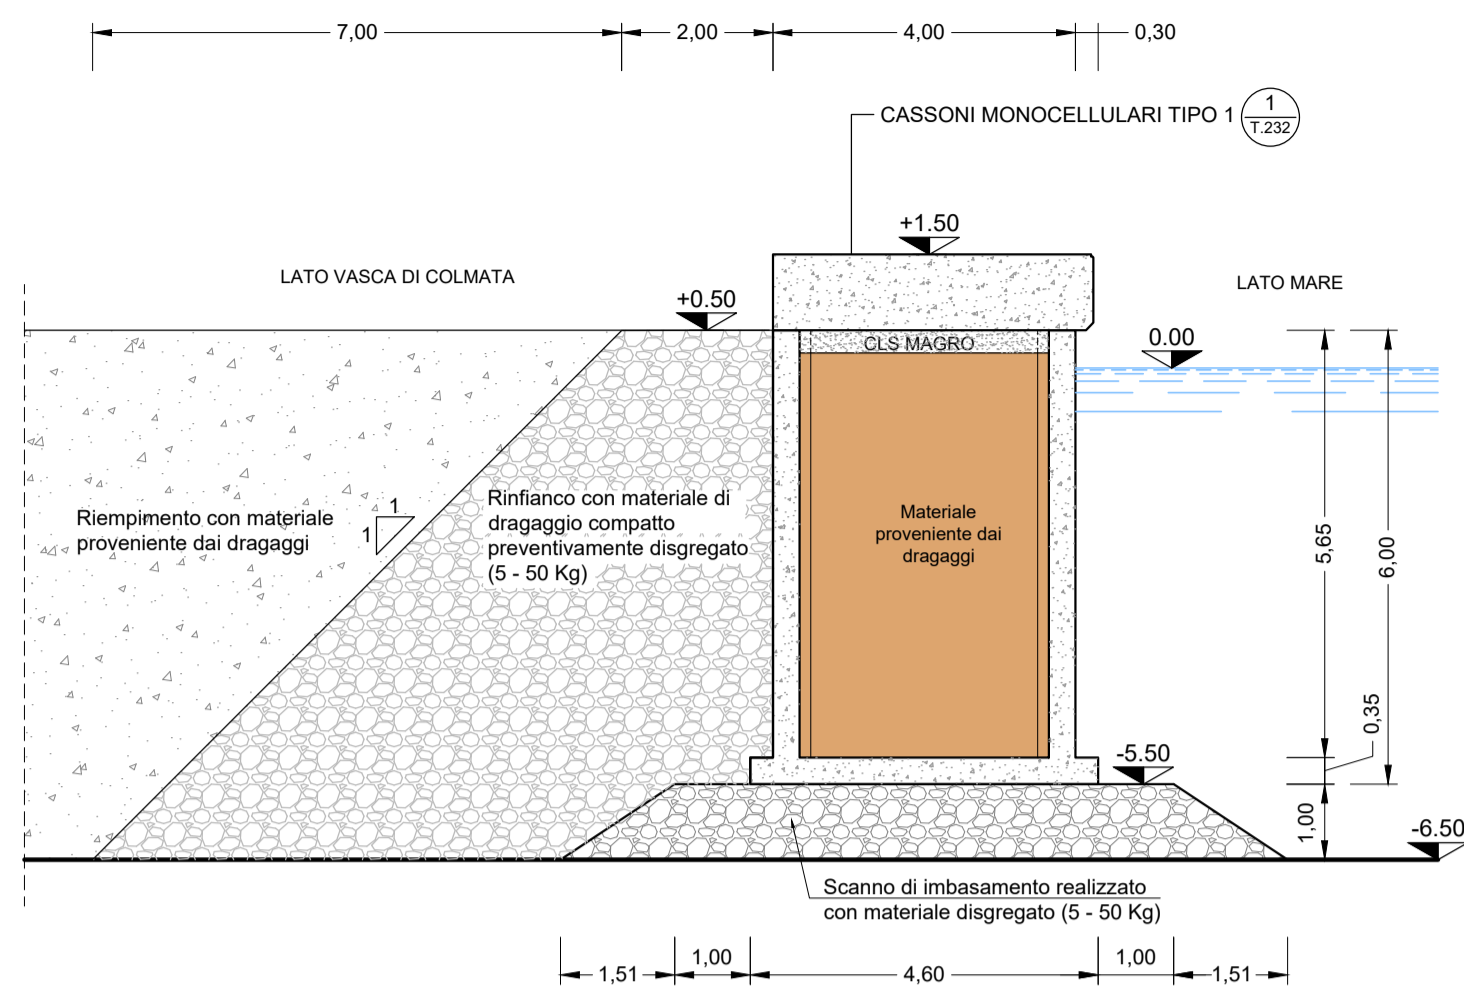 7,00
2,00
4,00
0,30
CASSONI MONOCELLULARI TIPO 1
1
T.232
+1.50
LATO VASCA DI COLMATA
LATO MARE
+0.50
0.00
CLS MAGRO
Riempimento con materiale
proveniente dai dragaggi
1
1
Rinfianco con materiale di
dragaggio compatto
preventivamente disgregato
(5 - 50 Kg)
Materiale
proveniente dai
dragaggi
5,65
6,00
0,35
-5.50
1,00
-6.50
Scanno di imbasamento realizzato
con materiale disgregato (5 - 50 Kg)
1,51
1,00
4,60
1,00
1,51